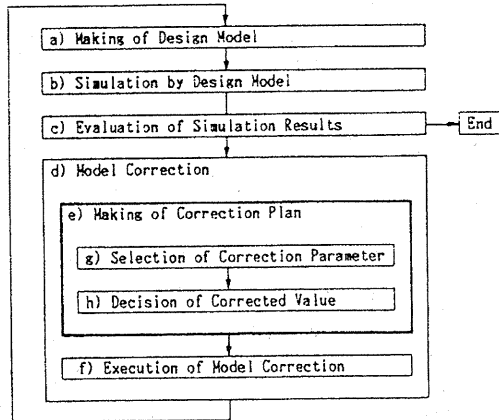 a) Making of Design Model
b) Simulation by Design Model
c) Evaluation of Simulation Results
End
d) Model Correction
e) Making of Correction Plan
g) Selection of Correction Parameter
h) Decision of Corrected Value
f) Execution of Model Correction